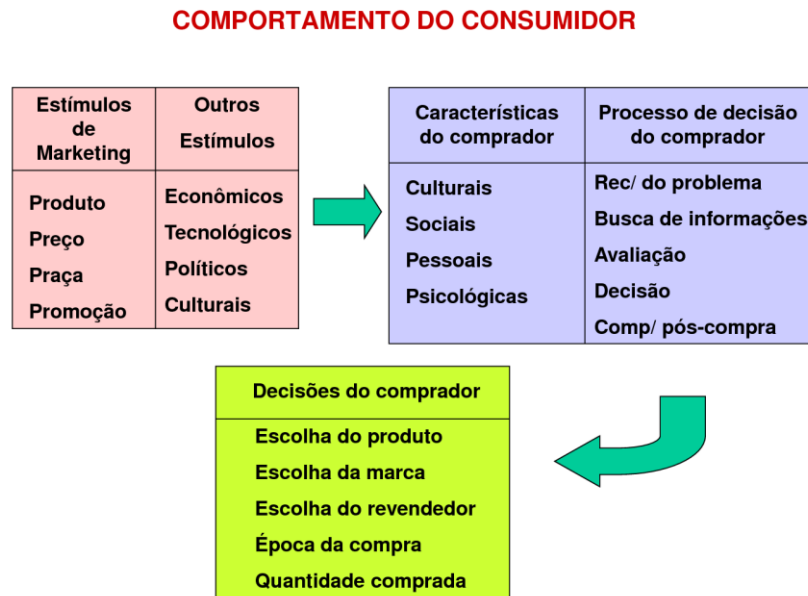 COMPORTAMENTO DO CONSUMIDOR
Estímulos
de
Marketing
Outros
Estímulos
Produto
Preço
Praça
Promoção
Econômicos
Tecnológicos
Políticos
Culturais
Características
do comprador
Processo de decisão
do comprador
Culturais
Sociais
Pessoais
Psicológicas
Rec/ do problema
Busca de informações
Avaliação
Decisão
Comp/ pós-compra
Decisões do comprador
Escolha do produto
Escolha da marca
Escolha do revendedor
Época da compra
Quantidade comprada